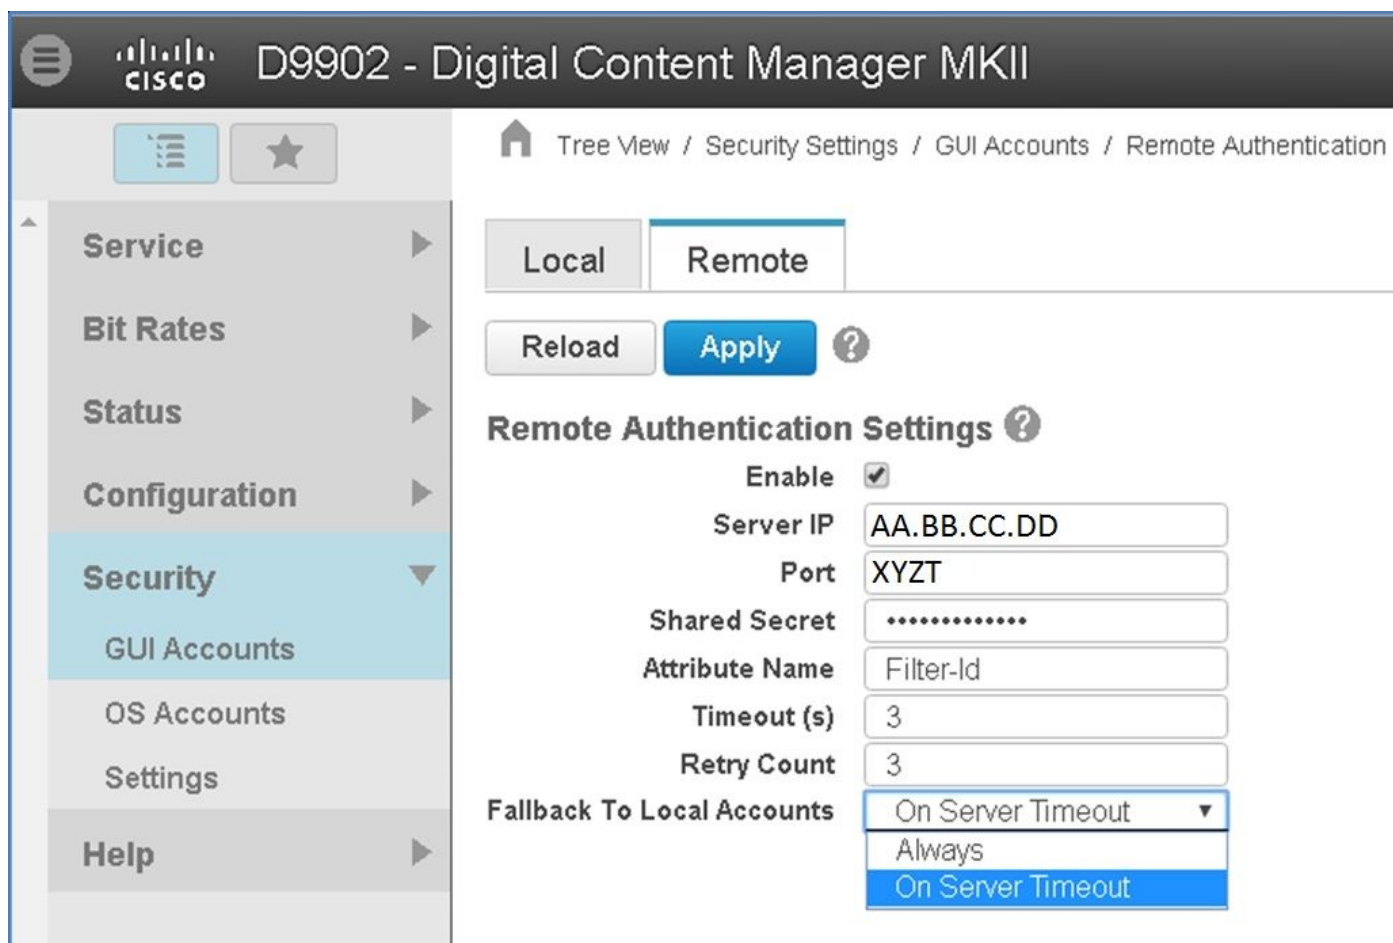 CISCO D9902 - Digital Content Manager MKII
Tree View / Security Settings / GUI Accounts / Remote Authentication
Service
Bit Rates
Status
Configuration
Security
GUI Accounts
OS Accounts
Settings
Help
Local Remote
Reload Apply ?
Remote Authentication Settings ?
Enable
Server IP AA.BB.CC.DD
Port XYZT
Shared Secret •••••••••••••
Attribute Name Filter-Id
Timeout (s) 3
Retry Count 3
Fallback To Local Accounts On Server Timeout
Always
On Server Timeout